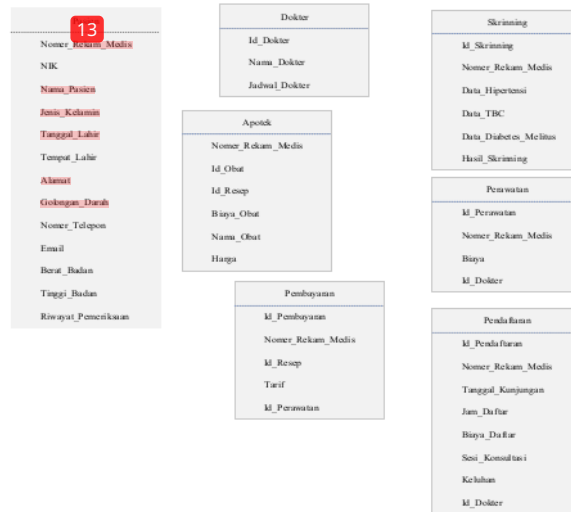 13
Nomer_Rekam_Medis
NIK
Nama_Pasien
Jenis_Kelamin
Tanggal_Lahir
Tempat_Lahir
Alamat
Golongan_Darah
Nomer_Telepon
Email
Berat_Badan
Tinggi_Badan
Riwayat_Pemeriksaan
Dokter
Id_Dokter
Nama_Dokter
Jadwal_Dokter
Apotek
Nomer_Rekam_Medis
Id_Obat
Id_Resep
Biaya_Obat
Nama_Obat
Harga
Pembayaran
Id_Pembayaran
Nomer_Rekam_Medis
Id_Resep
Tarif
Id_Perawatan
Skrinning
Id_Skrinning
Nomer_Rekam_Medis
Data_Hipertensi
Data_TBC
Data_Diabetes_Melitus
Hasil_Skrinning
Perawatan
Id_Perawatan
Nomer_Rekam_Medis
Biaya
Id_Dokter
Pendaftaran
Id_Pendaftaran
Nomer_Rekam_Medis
Tanggal_Kunjungan
Jam_Daftar
Biaya_Daftar
Sesi_Konsultasi
Keluhan
Id_Dokter